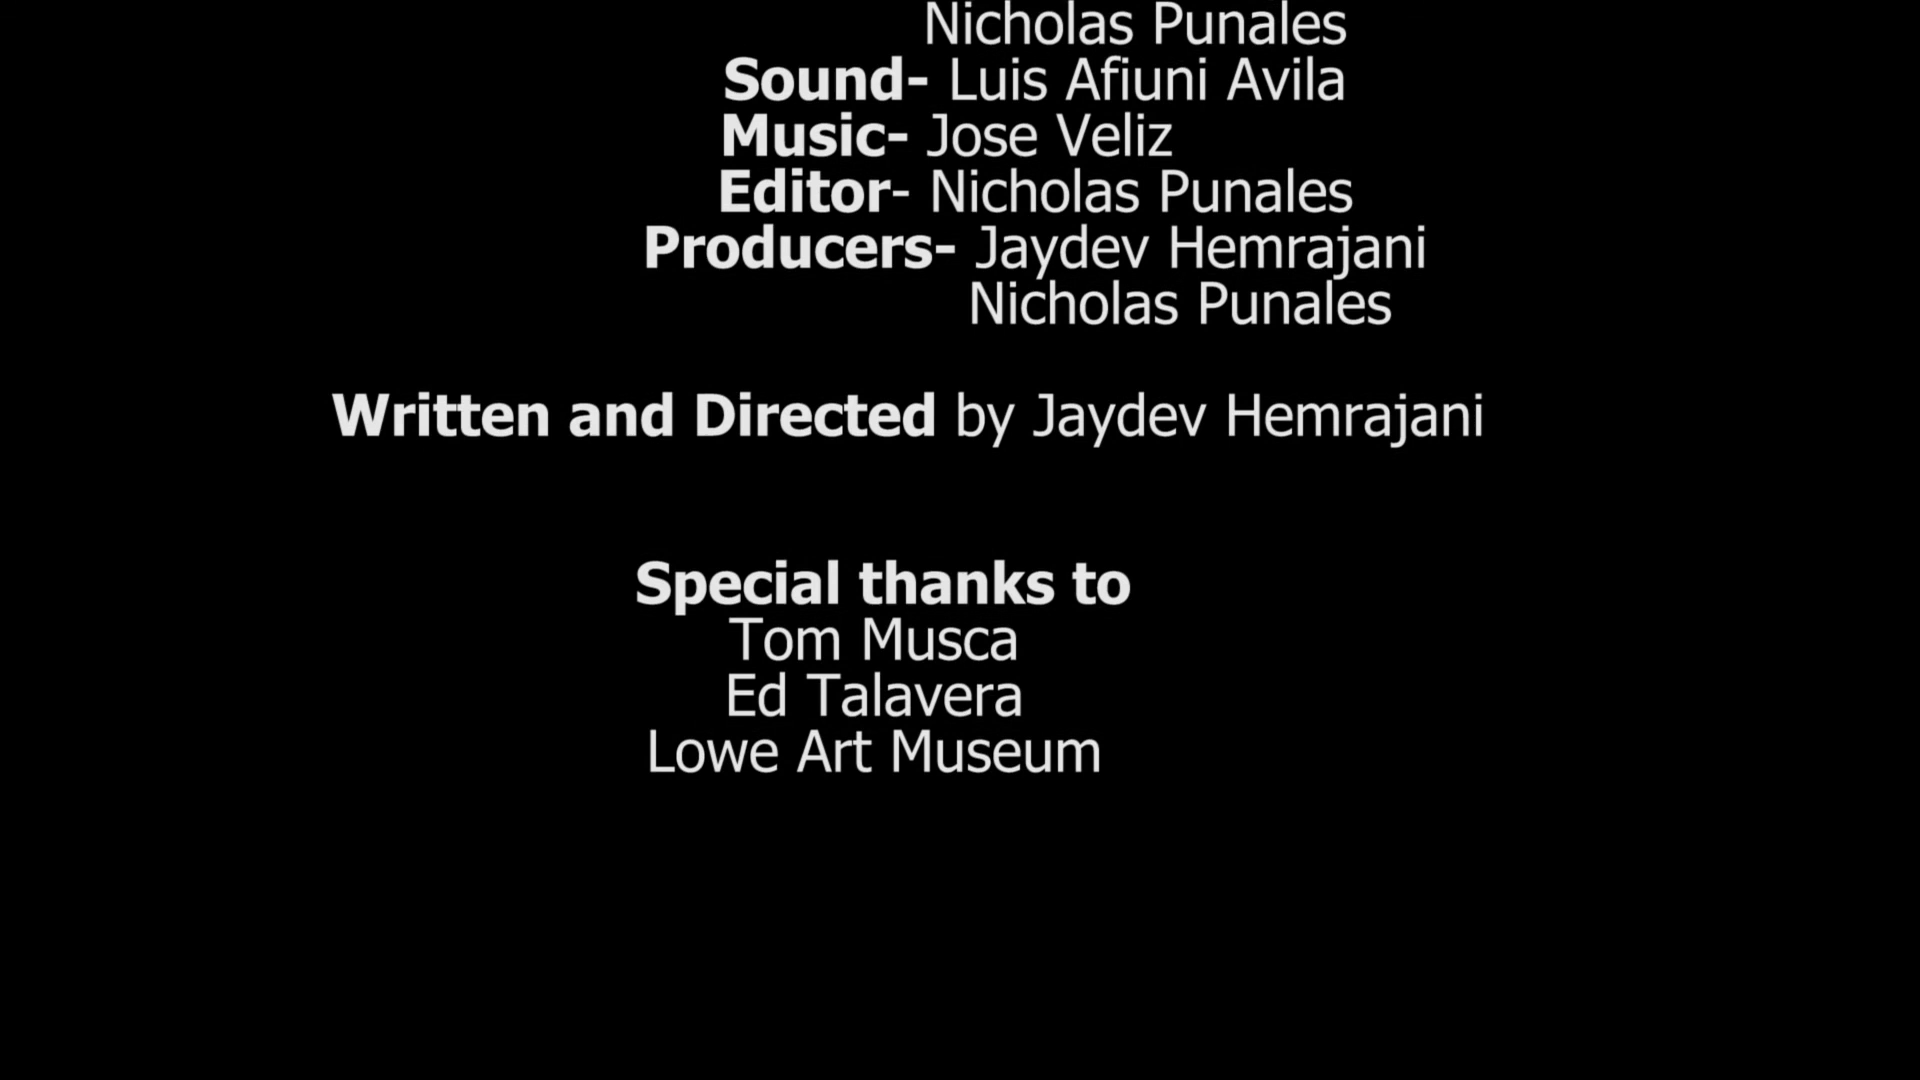 Nicholas Punales
Sound- Luis Afiuni Avila
Music- Jose Veliz
Editor- Nicholas Punales
Producers- Jaydev Hemrajani
Nicholas Punales
Written and Directed by Jaydev Hemrajani
Special thanks to
Tom Musca
Ed Talavera
Lowe Art Museum